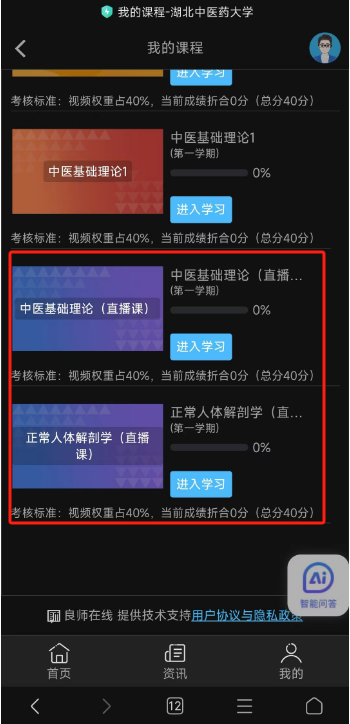 我的课程-湖北中医药大学
我的课程
进入学习
考核标准：视频权重占40%，当前成绩折合0分（总分40分）
中医基础理论1
中医基础理论1
(第一学期)
0%
进入学习
考核标准：视频权重占40%，当前成绩折合0分（总分40分）
中医基础理论（直播课）
中医基础理论（直播...
(第一学期)
0%
进入学习
考核标准：视频权重占40%，当前成绩折合0分（总分40分）
正常人体解剖学（直播
课）
正常人体解剖学（直...
(第一学期)
0%
进入学习
考核标准：视频权重占40%，当前成绩折合0分（总分40分）
智能问答
良师在线 提供技术支持用户协议与隐私政策
首页
资讯
我的
12